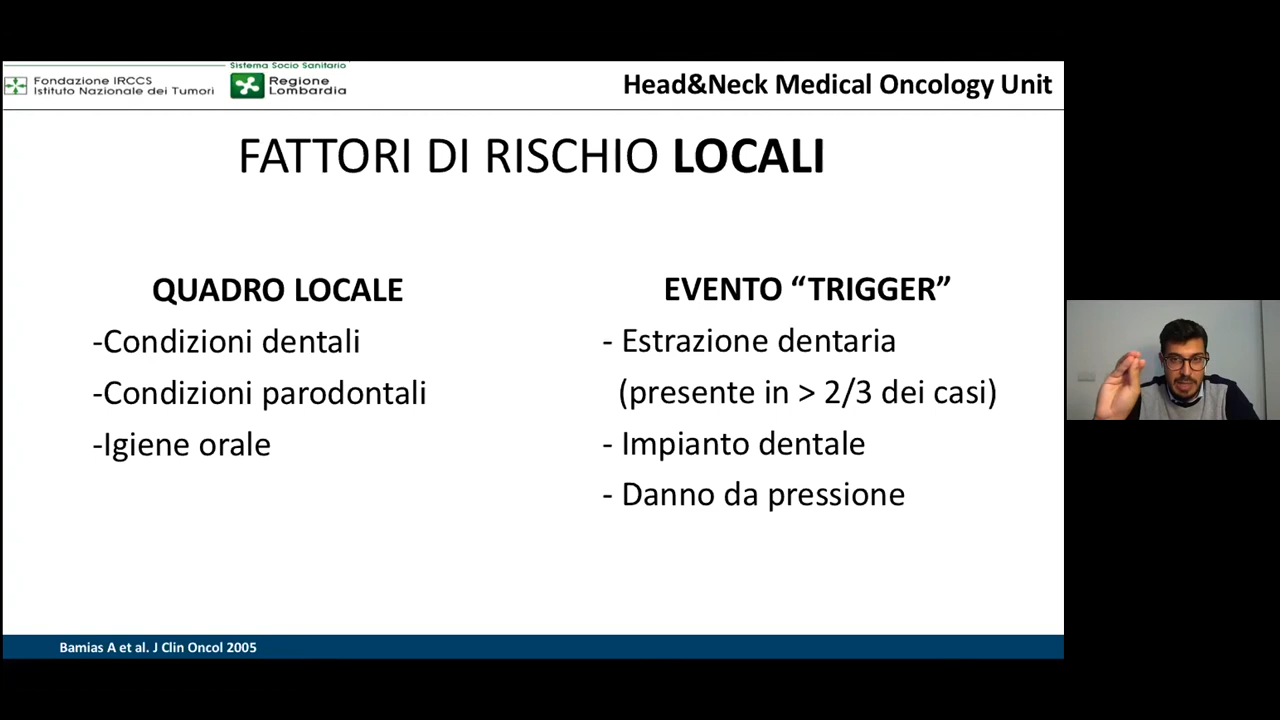 Sistema Socio Sanitario
Fondazione IRCCS
Istituto Nazionale dei Tumori
Regione
Lombardia
Head&Neck Medical Oncology Unit
FATTORI DI RISCHIO LOCALI
QUADRO LOCALE
-Condizioni dentali
-Condizioni parodontali
-Igiene orale
EVENTO “TRIGGER”
- Estrazione dentaria
(presente in > 2/3 dei casi)
- Impianto dentale
- Danno da pressione
Bamias A et al. J Clin Oncol 2005